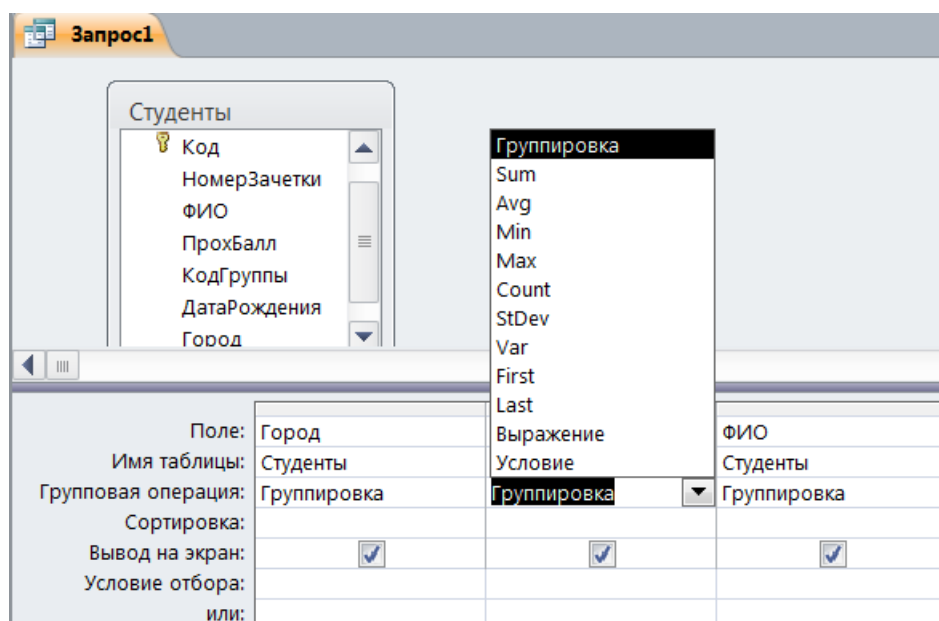 Запрос1
Студенты
Код
НомерЗачетки
ФИО
ПрохБалл
КодГруппы
ДатаРождения
Город
Группировка
Sum
Avg
Min
Max
Count
StDev
Var
First
Last
Выражение
Условие
Поле: Город ФИО
Имя таблицы: Студенты Студенты
Групповая операция: Группировка Группировка Группировка
Сортировка:
Вывод на экран:
Условие отбора:
или: